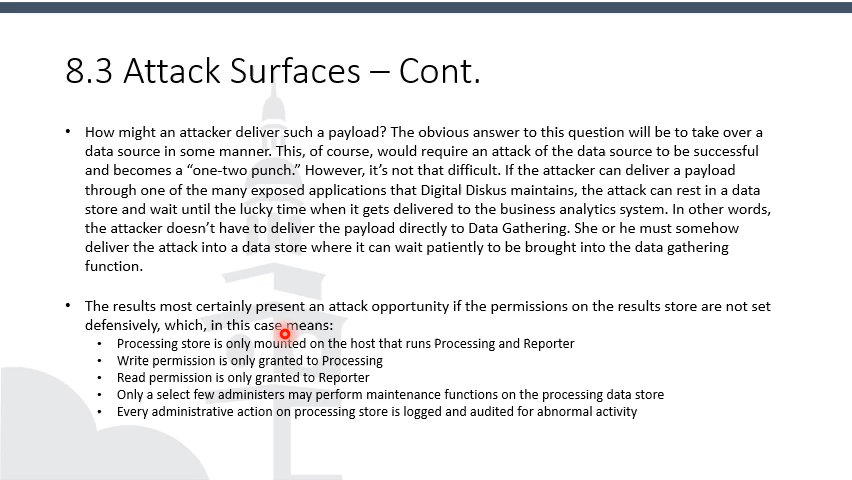 8.3 Attack Surfaces – Cont.
• How might an attacker deliver such a payload? The obvious answer to this question will be to take over a
data source in some manner. This, of course, would require an attack of the data source to be successful
and becomes a “one-two punch.” However, it’s not that difficult. If the attacker can deliver a payload
through one of the many exposed applications that Digital Diskus maintains, the attack can rest in a data
store and wait until the lucky time when it gets delivered to the business analytics system. In other words,
the attacker doesn’t have to deliver the payload directly to Data Gathering. She or he must somehow
deliver the attack into a data store where it can wait patiently to be brought into the data gathering
function.
• The results most certainly present an attack opportunity if the permissions on the results store are not set
defensively, which, in this case means:
• Processing store is only mounted on the host that runs Processing and Reporter
• Write permission is only granted to Processing
• Read permission is only granted to Reporter
• Only a select few administers may perform maintenance functions on the processing data store
• Every administrative action on processing store is logged and audited for abnormal activity